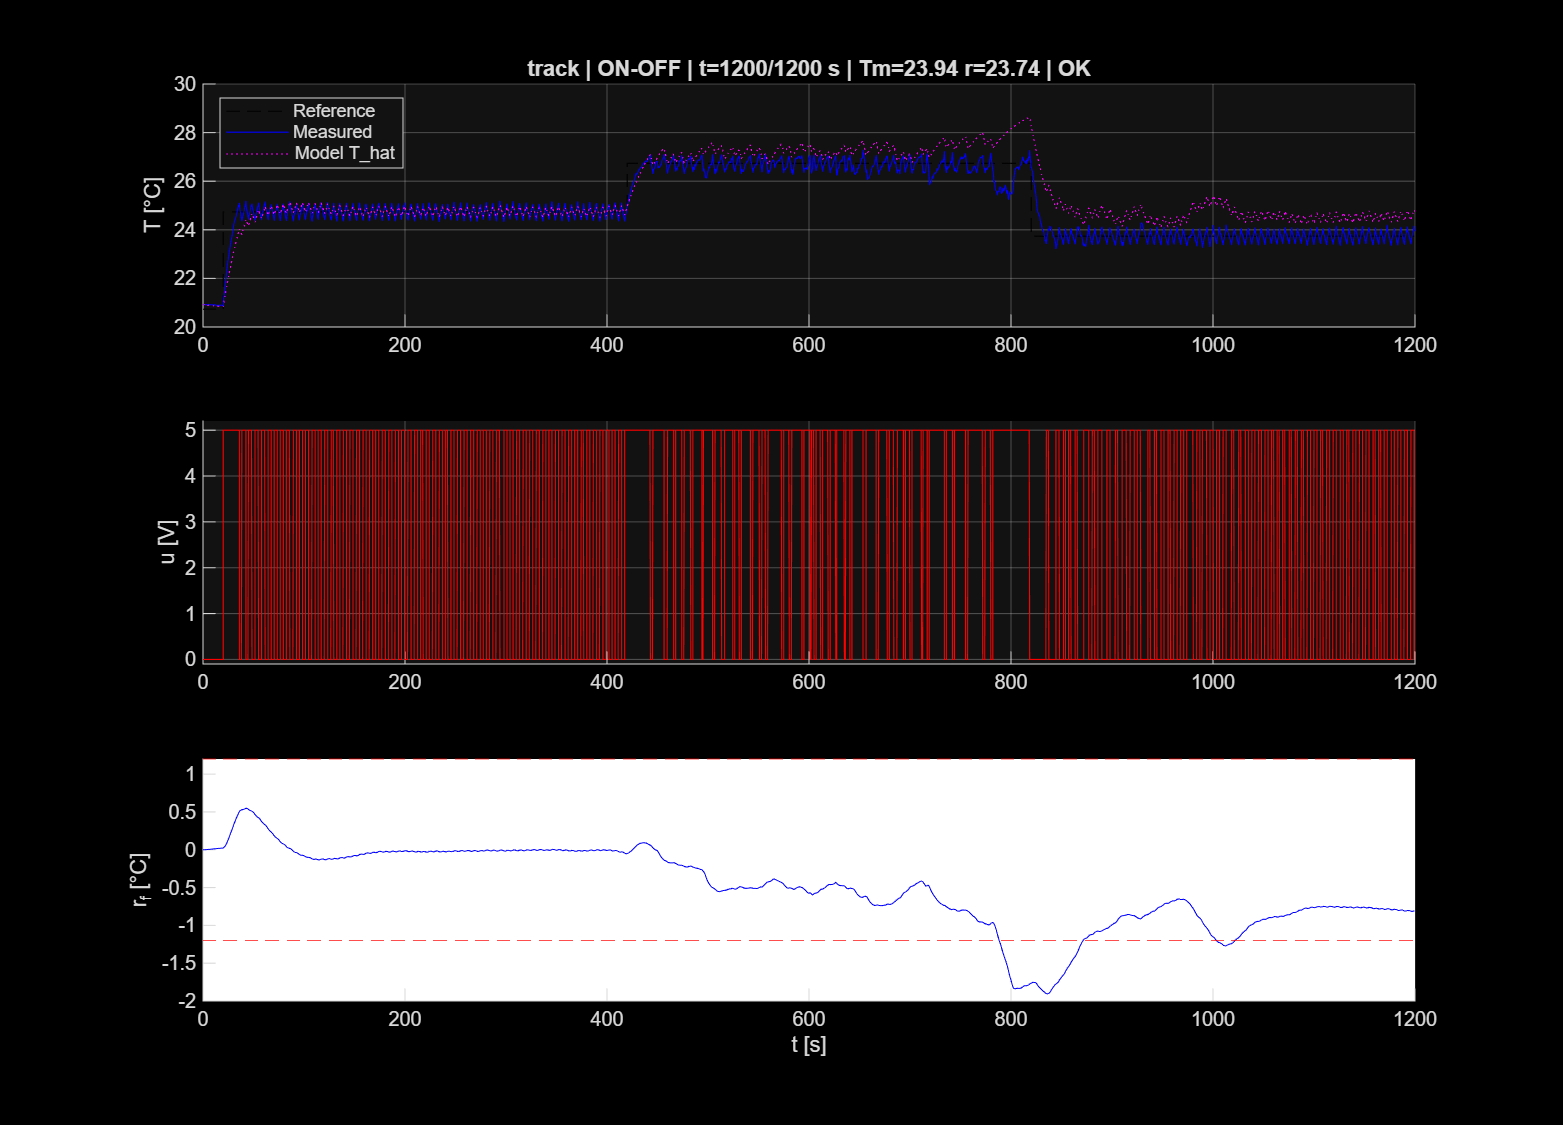 track | ON-OFF | t=1200/1200 s | Tm=23.94 r=23.74 | OK
Reference
Measured
Model T_hat
T [°C]
30
28
26
24
22
20
0 200 400 600 800 1000 1200
u [V]
5
4
3
2
1
0
0 200 400 600 800 1000 1200
r_f [°C]
1
0.5
0
-0.5
-1
-1.5
-2
0 200 400 600 800 1000 1200
t [s]